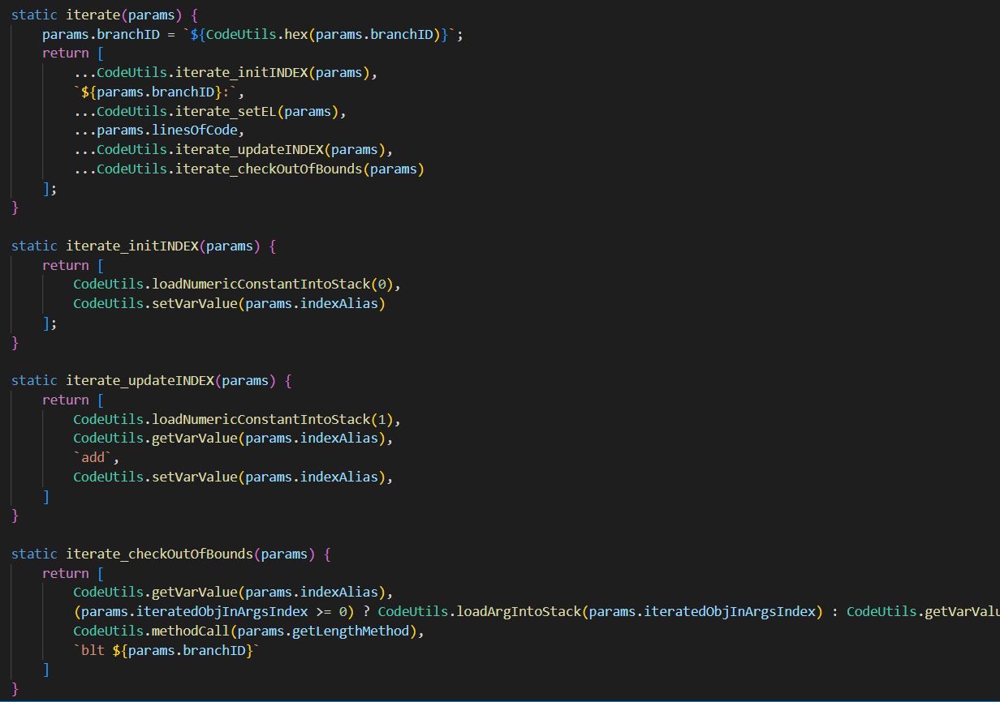 static iterate(params) {
    params.branchID = `${CodeUtils.hex(params.branchID)}`;
    return [
        ...CodeUtils.iterate_initINDEX(params),
        `${params.branchID}:`,
        ...CodeUtils.iterate_setEL(params),
        ...params.linesOfCode,
        ...CodeUtils.iterate_updateINDEX(params),
        ...CodeUtils.iterate_checkOutOfBounds(params)
    ];
}

static iterate_initINDEX(params) {
    return [
        CodeUtils.loadNumericConstantIntoStack(0),
        CodeUtils.setVarValue(params.indexAlias)
    ];
}

static iterate_updateINDEX(params) {
    return [
        CodeUtils.loadNumericConstantIntoStack(1),
        CodeUtils.getVarValue(params.indexAlias),
        `add`,
        CodeUtils.setVarValue(params.indexAlias),
    ]
}

static iterate_checkOutOfBounds(params) {
    return [
        CodeUtils.getVarValue(params.indexAlias),
        (params.iteratedObjInArgsIndex >= 0) ? CodeUtils.loadArgIntoStack(params.iteratedObjInArgsIndex) : CodeUtils.
        CodeUtils.methodCall(params.getLengthMethod),
        `blt ${params.branchID}`
    ]
}